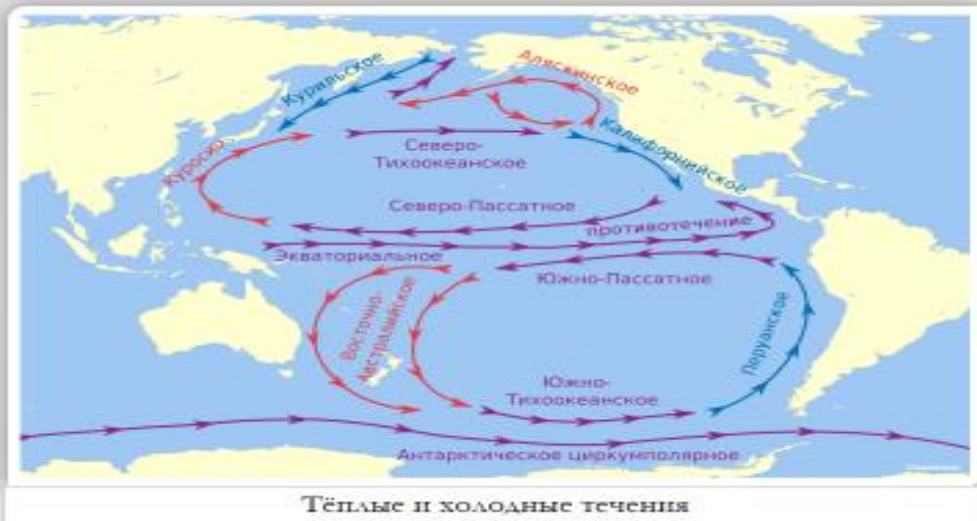 Курильское
Аляскинское
Куросио
Северо-
Тихоокеанское
Калифорнийское
Северо-Пассатное
противотечение
Экваториальное
Южно-Пассатное
Восточно-
Австралийское
Перуанское
Южно-
Тихоокеанское
Антарктическое циркумполярное
Тёплые и холодные течения